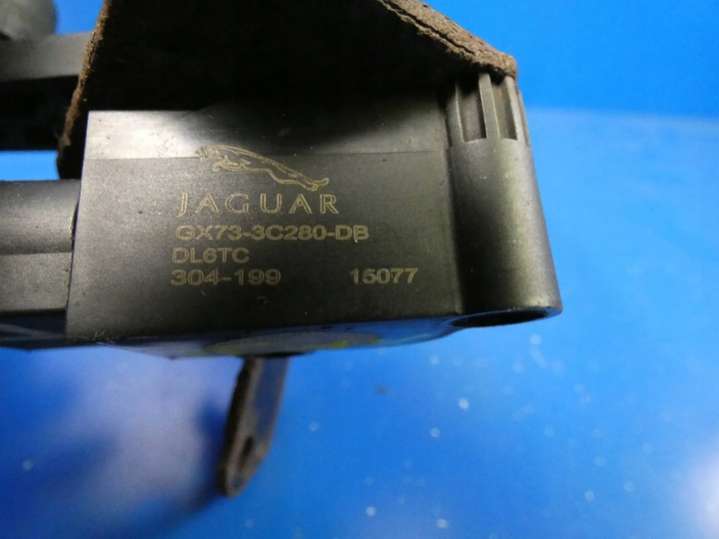 JAGUAR
GX73-3C280-DB
DL6TC
304-199 15077